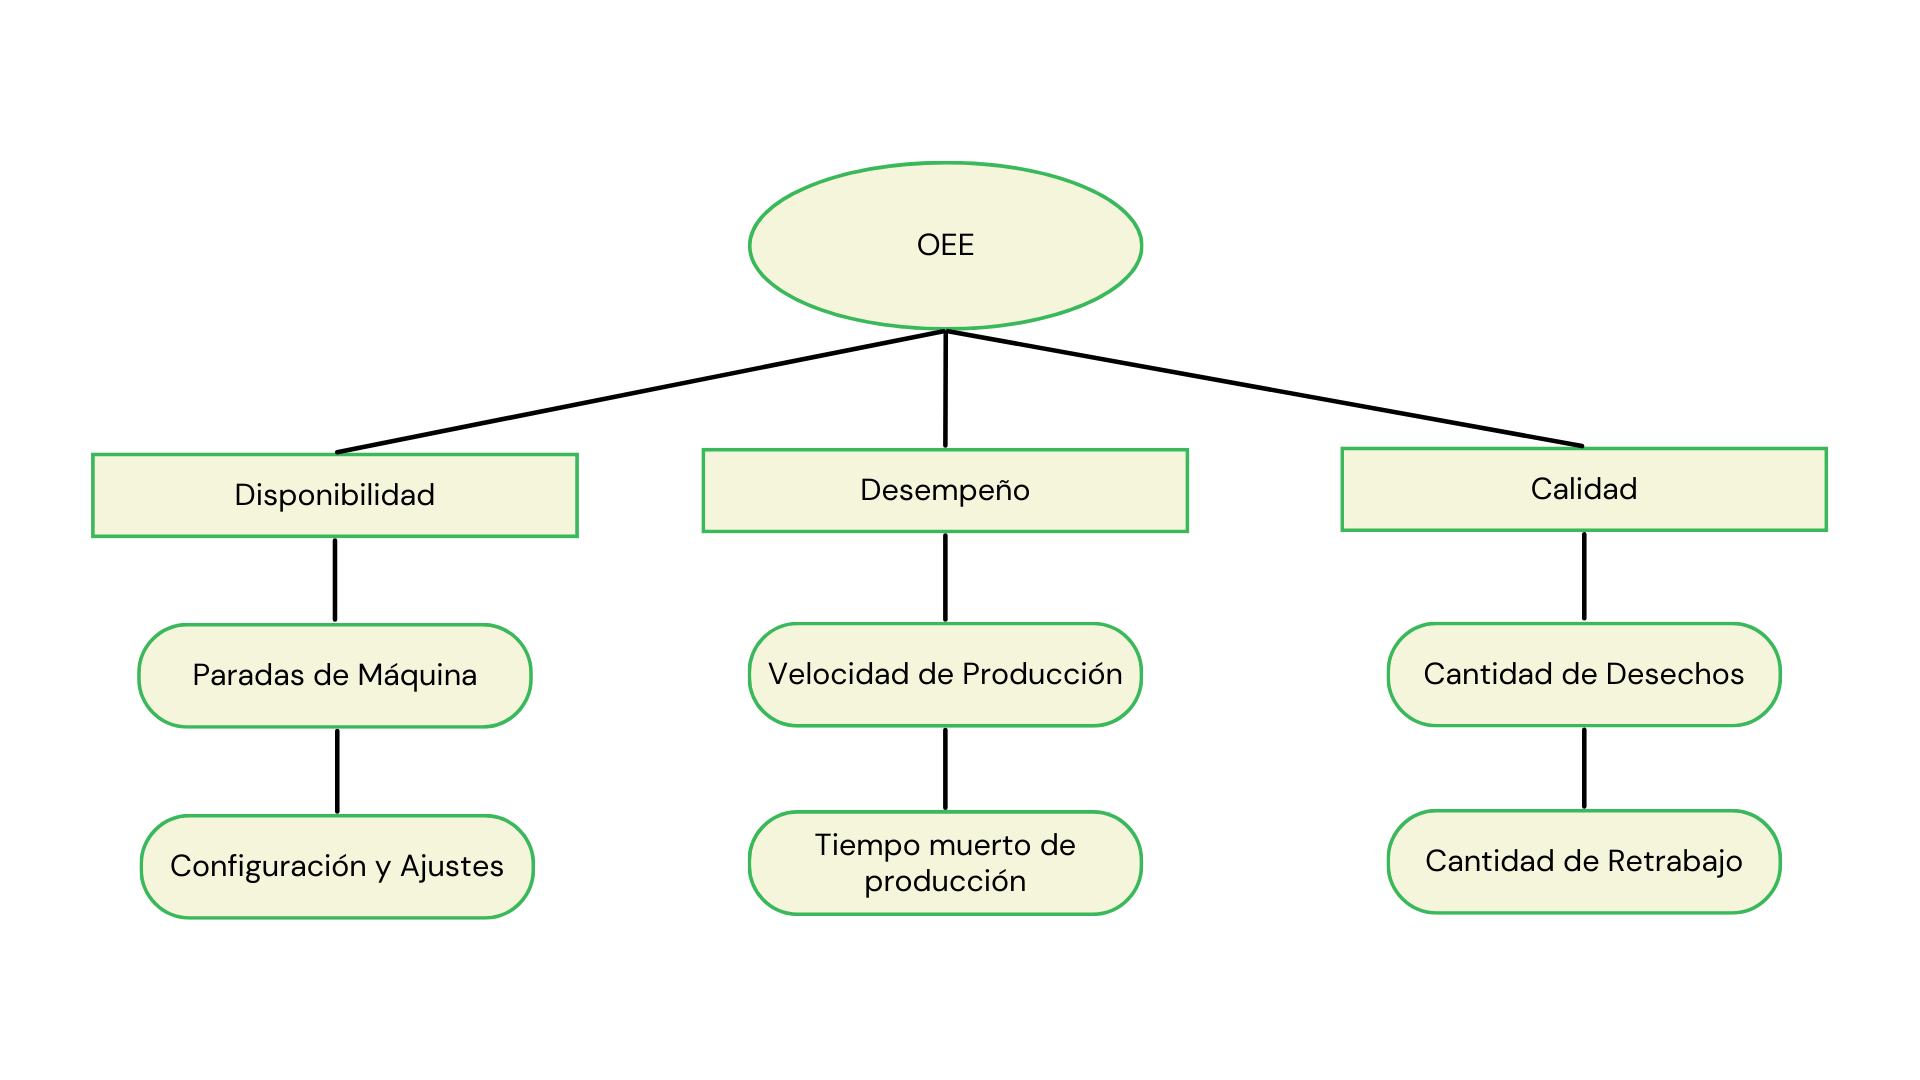 OEE
Disponibilidad
Desempeño
Calidad
Paradas de Máquina
Velocidad de Producción
Cantidad de Desechos
Configuración y Ajustes
Tiempo muerto de
producción
Cantidad de Retrabajo